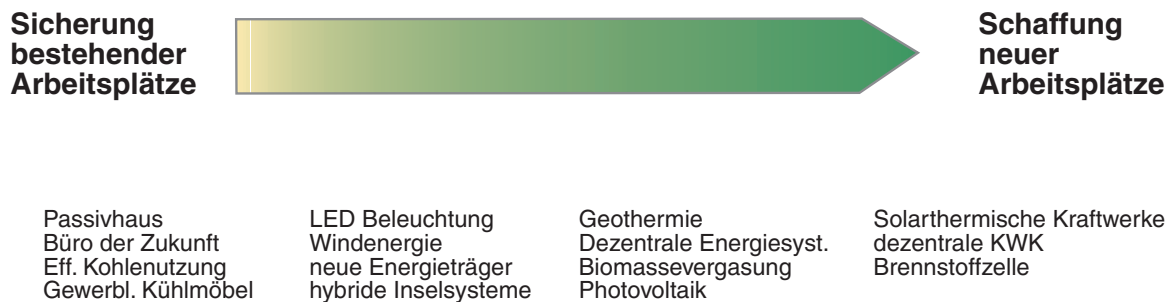 Sicherung
bestehender
Arbeitsplätze
Schaffung
neuer
Arbeitsplätze
Passivhaus
Büro der Zukunft
Eff. Kohlenutzung
Gewerbl. Kühlmöbel
LED Beleuchtung
Windenergie
neue Energieträger
hybride Inselsysteme
Geothermie
Dezentrale Energiesyst.
Biomassevergasung
Photovoltaik
Solarthermische Kraftwerke
dezentrale KWK
Brennstoffzelle